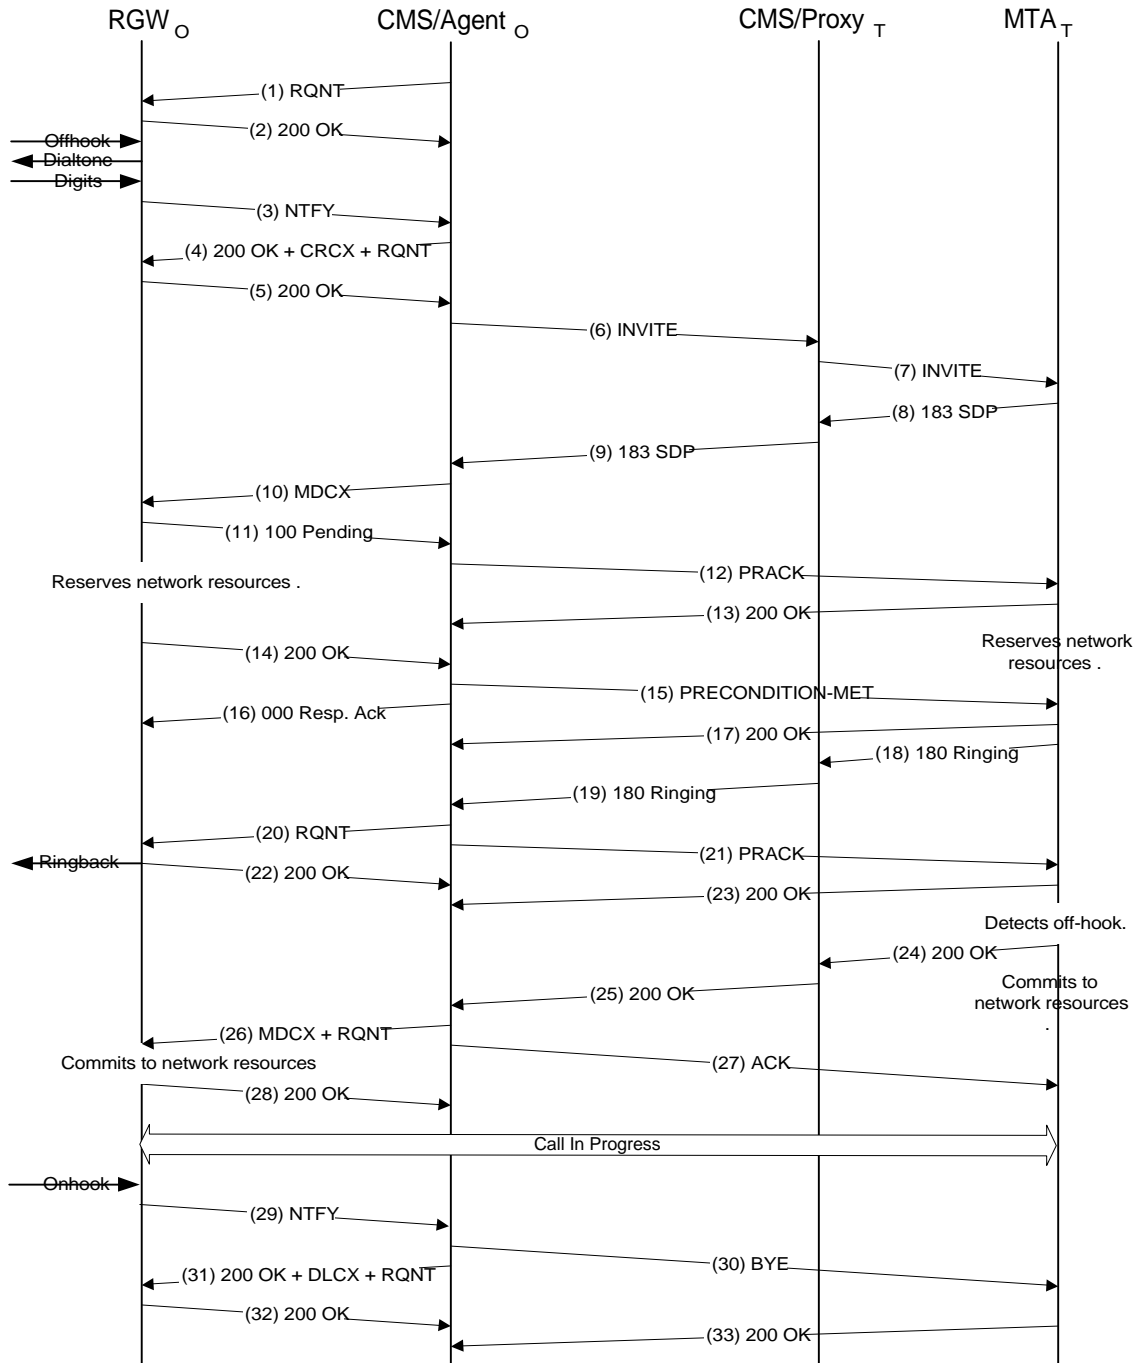 RGW O
CMS/Agent O
CMS/Proxy T
MTA T
(1) RQNT
(2) 200 OK
Offhook
Dialtone
Digits
(3) NTFY
(4) 200 OK + CRCX + RQNT
(5) 200 OK
(6) INVITE
(7) INVITE
(8) 183 SDP
(9) 183 SDP
(10) MDCX
(11) 100 Pending
(12) PRACK
Reserves network resources .
(13) 200 OK
(14) 200 OK
Reserves network
resources .
(15) PRECONDITION-MET
(16) 000 Resp. Ack
(17) 200 OK
(18) 180 Ringing
(19) 180 Ringing
(20) RQNT
(21) PRACK
Ringback
(22) 200 OK
(23) 200 OK
Detects off-hook.
(24) 200 OK
Commits to
network resources
.
(25) 200 OK
(26) MDCX + RQNT
Commits to network resources
(27) ACK
(28) 200 OK
Call In Progress
Onhook
(29) NTFY
(30) BYE
(31) 200 OK + DLCX + RQNT
(32) 200 OK
(33) 200 OK